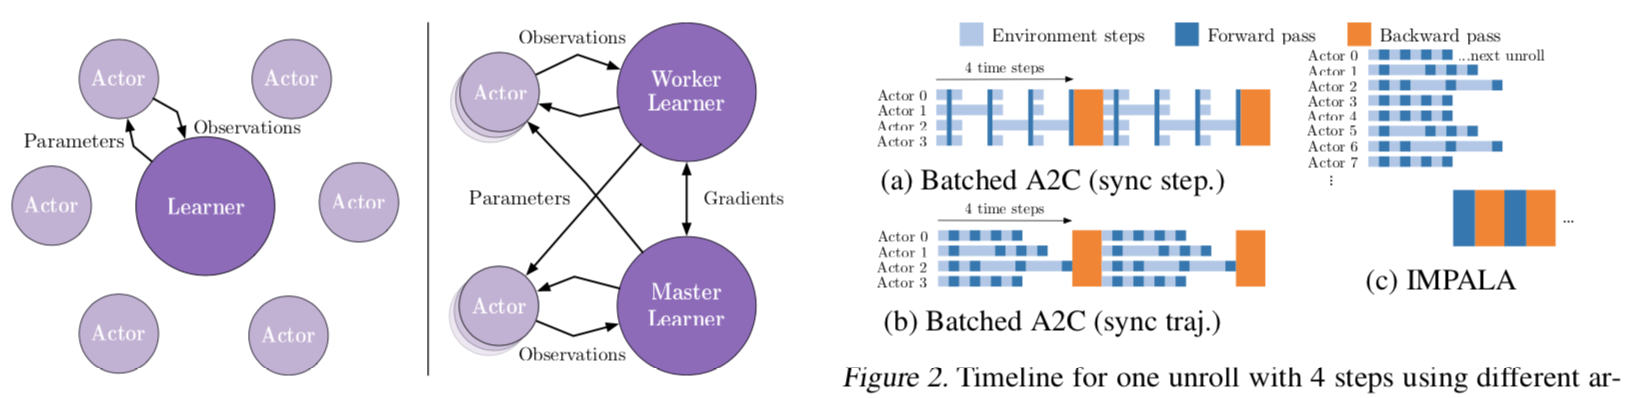 Actor
Actor
Parameters
Observations
Actor
Learner
Actor
Actor
Actor
Observations
Actor
Worker
Learner
Parameters
Gradients
Actor
Master
Learner
Observations
Environment steps
Forward pass
Backward pass
4 time steps
Actor 0
Actor 1
Actor 2
Actor 3
(a) Batched A2C (sync step.)
4 time steps
Actor 0
Actor 1
Actor 2
Actor 3
(b) Batched A2C (sync traj.)
Actor 0
...next unroll
Actor 1
Actor 2
Actor 3
Actor 4
Actor 5
Actor 6
Actor 7
⋮
...
(c) IMPALA
Figure 2. Timeline for one unroll with 4 steps using different ar-